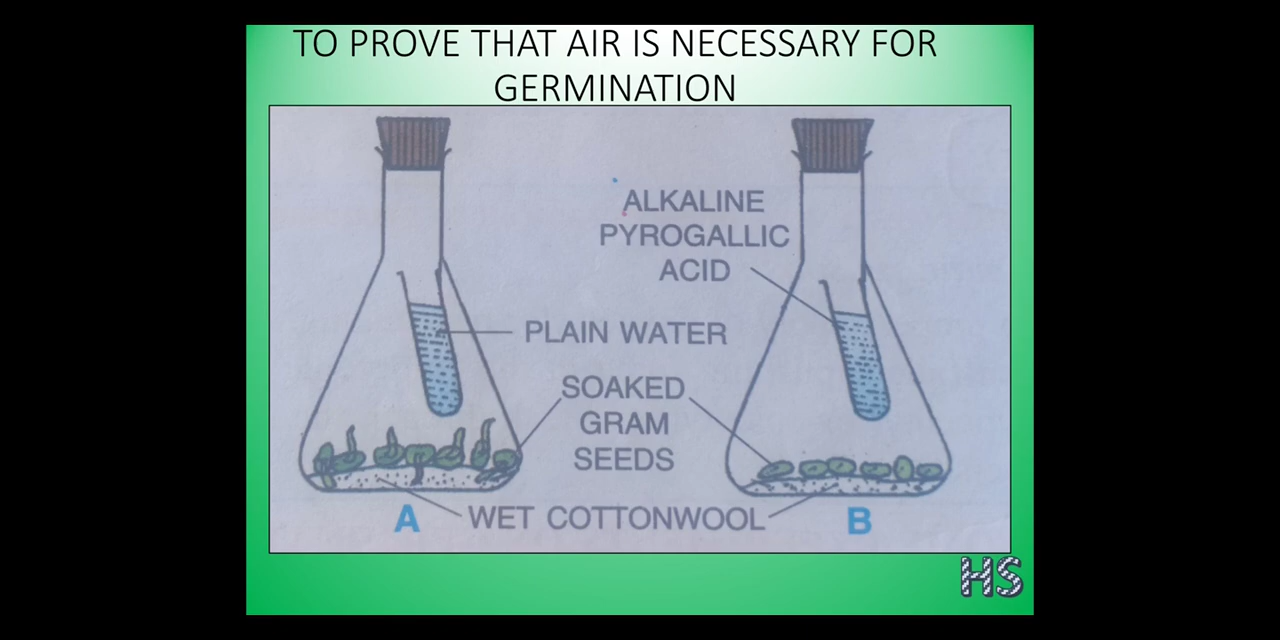 TO PROVE THAT AIR IS NECESSARY FOR
GERMINATION
ALKALINE
PYROGALLIC
ACID
PLAIN WATER
SOAKED
GRAM
SEEDS
WET COTTONWOOL
A
B
HS